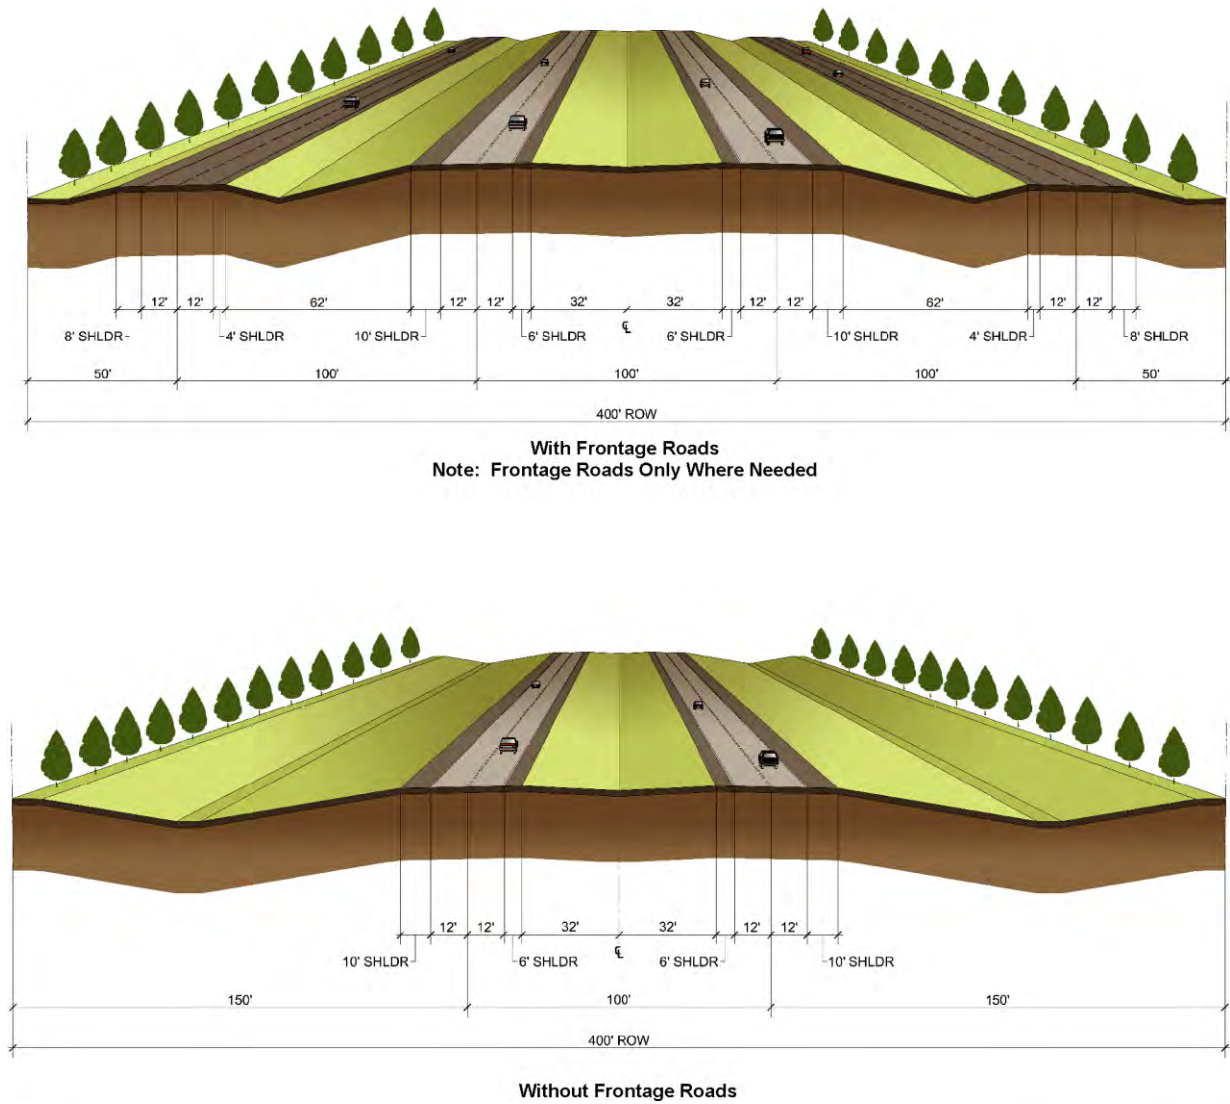 12' 12' 62' 12' 12' 32' 32' 12' 12' 62' 12' 12'
8' SHLDR 4' SHLDR 10' SHLDR 6' SHLDR ℄ 6' SHLDR 10' SHLDR 4' SHLDR 8' SHLDR
50' 100' 100' 100' 50'
400' ROW
With Frontage Roads
Note: Frontage Roads Only Where Needed
12' 12' 32' 32' 12' 12'
10' SHLDR 6' SHLDR ℄ 6' SHLDR 10' SHLDR
150' 100' 150'
400' ROW
Without Frontage Roads